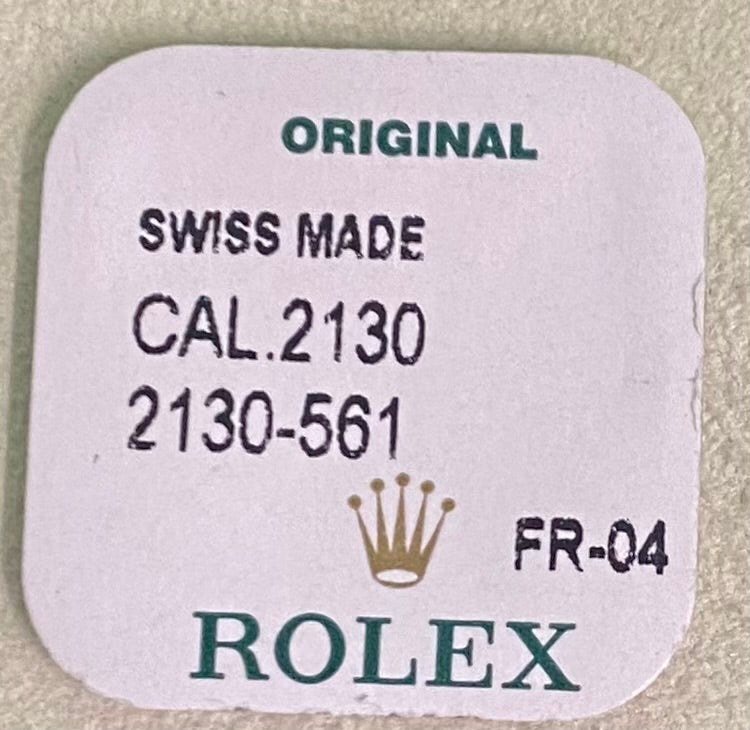 ORIGINAL
SWISS MADE
CAL.2130
2130-561
FR-04
ROLEX